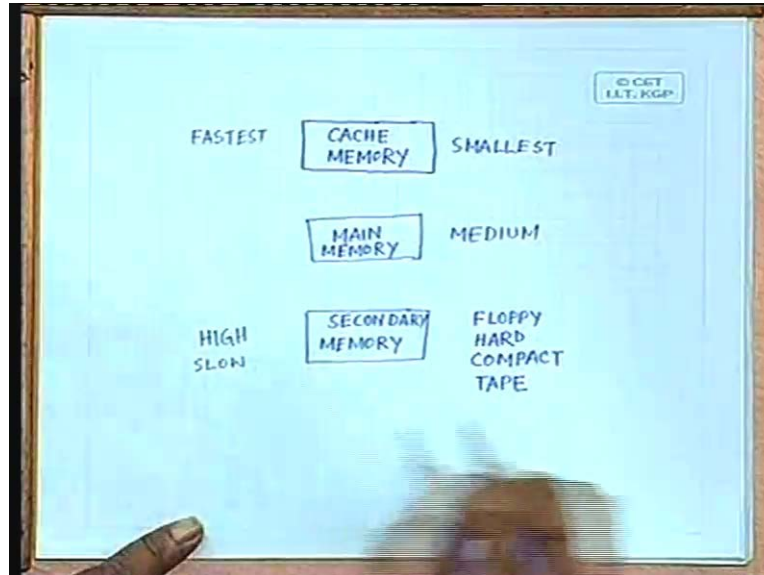 © CET
I.I.T. KGP
FASTEST
CACHE
MEMORY
SMALLEST
MAIN
MEMORY
MEDIUM
HIGH
SLOW
SECONDARY
MEMORY
FLOPPY
HARD
COMPACT
TAPE